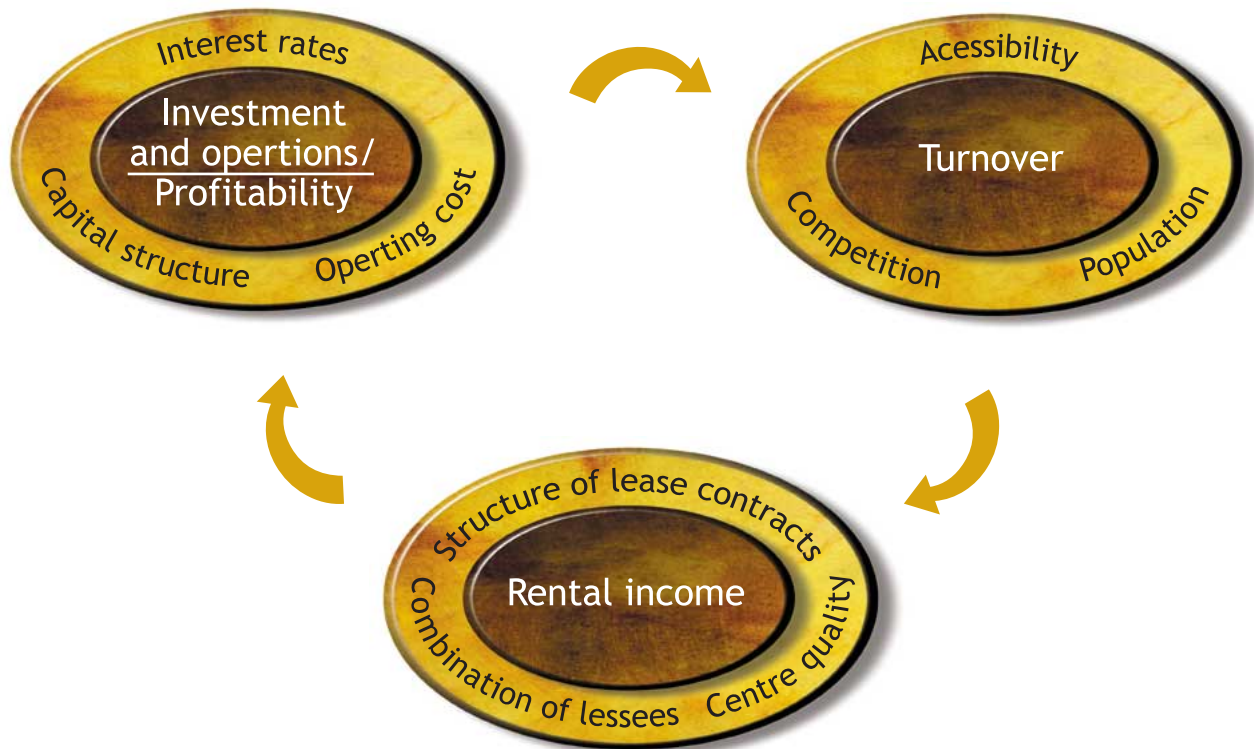 Interest rates
Investment
and opertions/
Profitability
Capital structure
Operting cost
Acessibility
Turnover
Competition
Population
Structure of lease contracts
Rental income
Combination of lessees
Centre quality